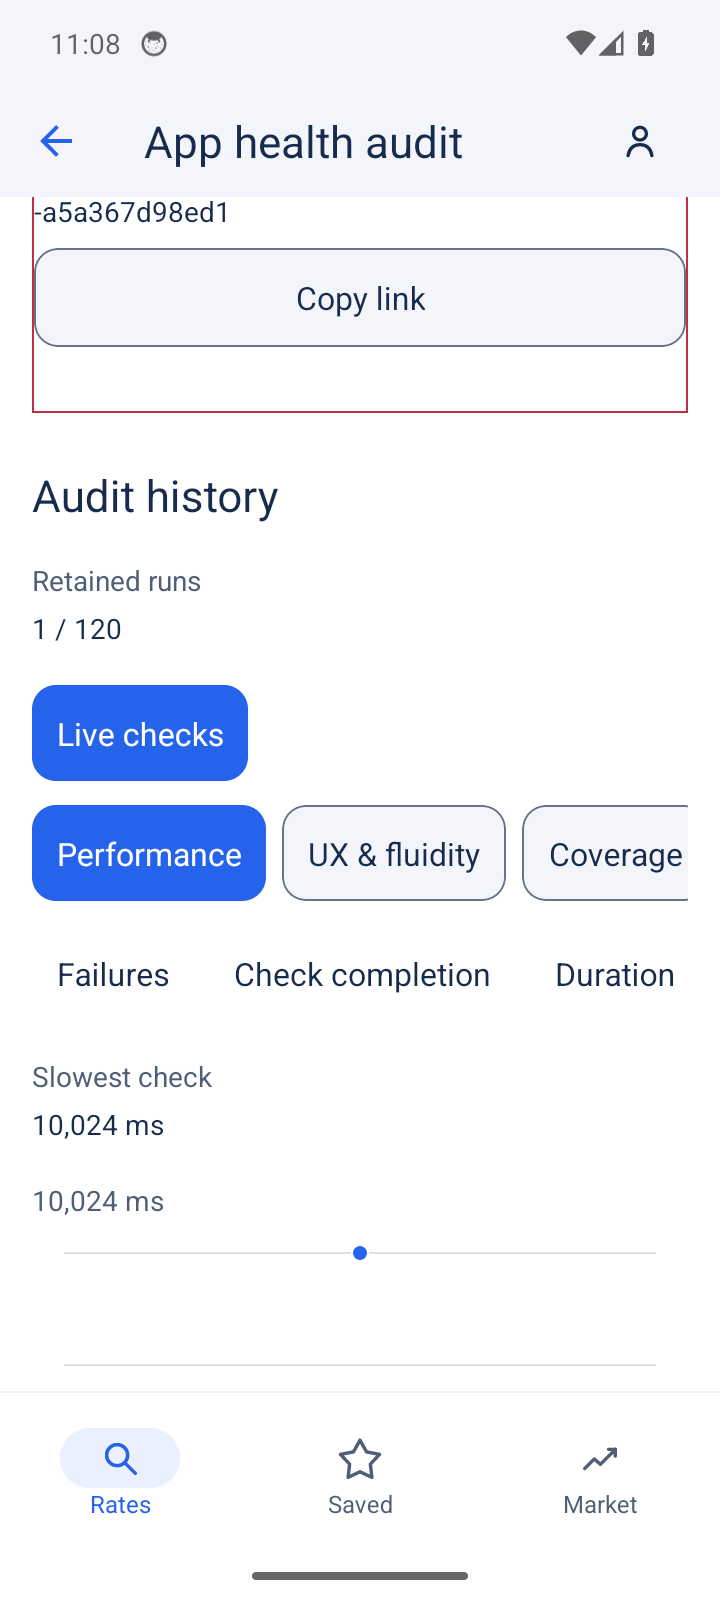 11:08
App health audit
-a5a367d98ed1
Copy link
Audit history
Retained runs
1 / 120
Live checks
Performance
UX & fluidity
Coverage
Failures
Check completion
Duration
Slowest check
10,024 ms
10,024 ms
Rates
Saved
Market